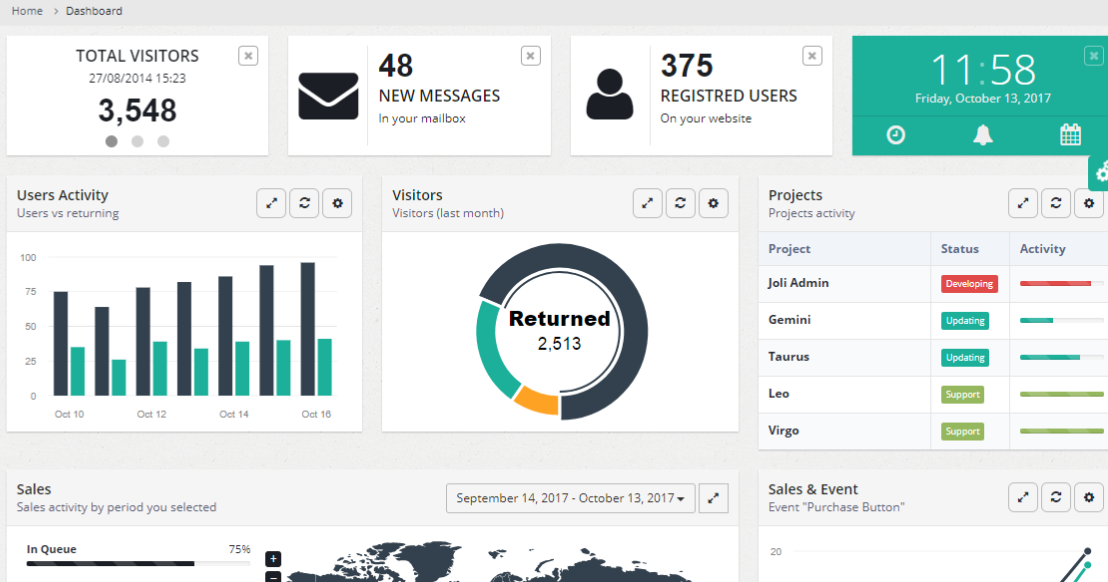 Home > Dashboard
TOTAL VISITORS
27/08/2014 15:23
3,548
48
NEW MESSAGES
In your mailbox
375
REGISTRED USERS
On your website
11:58
Friday, October 13, 2017
Users Activity
Users vs returning
100
75
50
25
0
Oct 10 Oct 12 Oct 14 Oct 16
Visitors
Visitors (last month)
Returned
2,513
Projects
Projects activity
Project Status Activity
Joli Admin Developing
Gemini Updating
Taurus Updating
Leo Support
Virgo Support
Sales
Sales activity by period you selected
September 14, 2017 - October 13, 2017
In Queue 75%
+
−
Sales & Event
Event "Purchase Button"
20